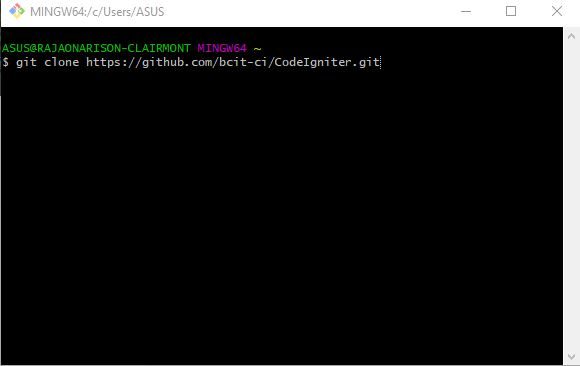 MINGW64:/c/Users/ASUS
ASUS@RAJAONARISON-CLAIRMONT MINGW64 ~
$ git clone https://github.com/bcit-ci/CodeIgniter.git